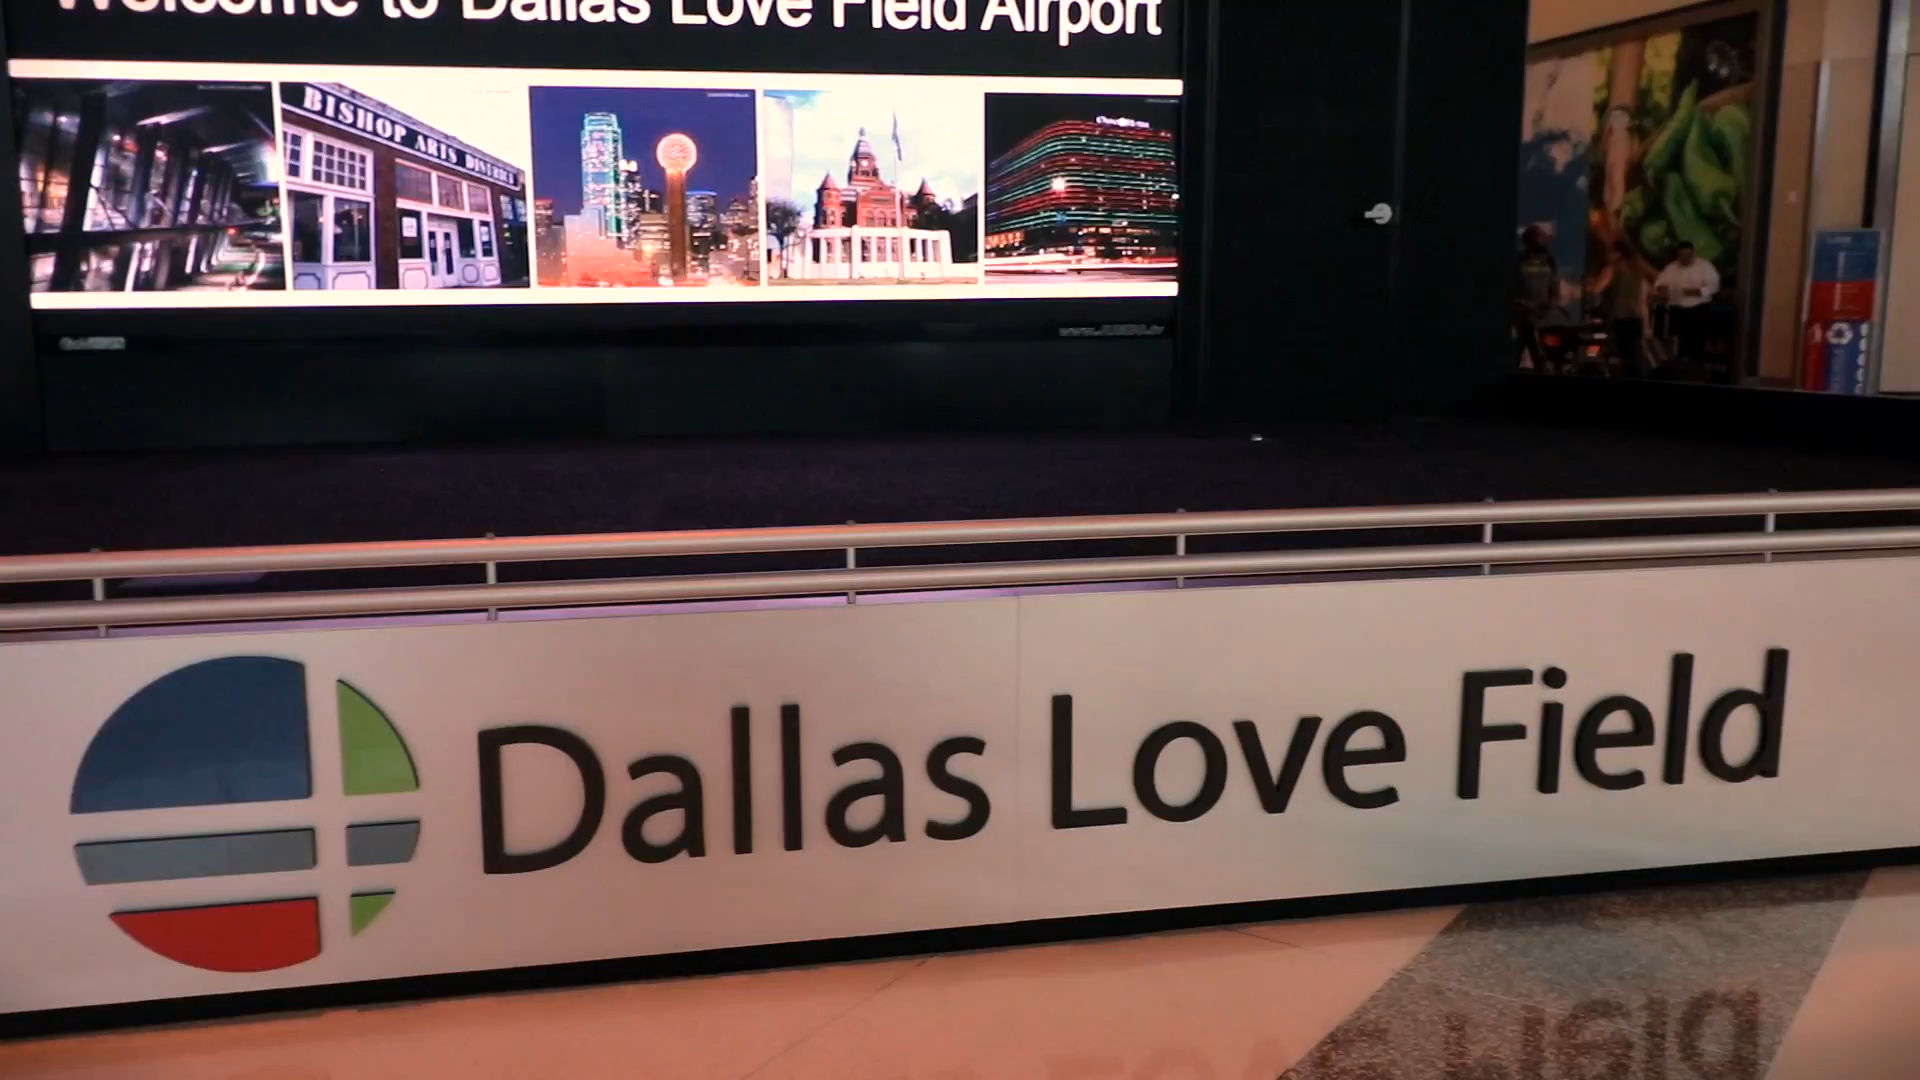 Welcome to Dallas Love Field Airport
BISHOP ARTS DISTRICT
Dallas Love Field